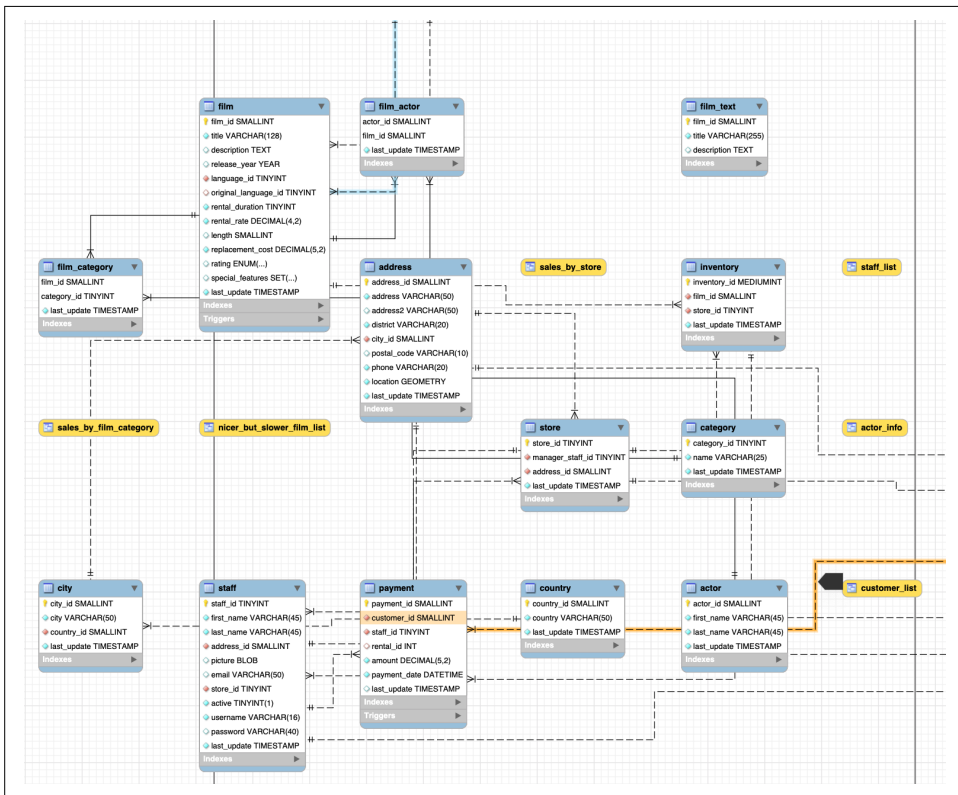 film
film_id SMALLINT
title VARCHAR(128)
description TEXT
release_year YEAR
language_id TINYINT
original_language_id TINYINT
rental_duration TINYINT
rental_rate DECIMAL(4,2)
length SMALLINT
replacement_cost DECIMAL(5,2)
rating ENUM(...)
special_features SET(...)
last_update TIMESTAMP
Indexes
Triggers
film_actor
actor_id SMALLINT
film_id SMALLINT
last_update TIMESTAMP
Indexes
film_text
film_id SMALLINT
title VARCHAR(255)
description TEXT
Indexes
film_category
film_id SMALLINT
category_id TINYINT
last_update TIMESTAMP
Indexes
address
address_id SMALLINT
address VARCHAR(50)
address2 VARCHAR(50)
district VARCHAR(20)
city_id SMALLINT
postal_code VARCHAR(10)
phone VARCHAR(20)
location GEOMETRY
last_update TIMESTAMP
Indexes
sales_by_store
inventory
inventory_id MEDIUMINT
film_id SMALLINT
store_id TINYINT
last_update TIMESTAMP
Indexes
staff_list
sales_by_film_category
nicer_but_slower_film_list
store
store_id TINYINT
manager_staff_id TINYINT
address_id SMALLINT
last_update TIMESTAMP
Indexes
category
category_id TINYINT
name VARCHAR(25)
last_update TIMESTAMP
Indexes
actor_info
city
city_id SMALLINT
city VARCHAR(50)
country_id SMALLINT
last_update TIMESTAMP
Indexes
staff
staff_id TINYINT
first_name VARCHAR(45)
last_name VARCHAR(45)
address_id SMALLINT
picture BLOB
email VARCHAR(50)
store_id TINYINT
active TINYINT(1)
username VARCHAR(16)
password VARCHAR(40)
last_update TIMESTAMP
Indexes
payment
payment_id SMALLINT
customer_id SMALLINT
staff_id TINYINT
rental_id INT
amount DECIMAL(5,2)
payment_date DATETIME
last_update TIMESTAMP
Indexes
Triggers
country
country_id SMALLINT
country VARCHAR(50)
last_update TIMESTAMP
Indexes
actor
actor_id SMALLINT
first_name VARCHAR(45)
last_name VARCHAR(45)
last_update TIMESTAMP
Indexes
customer_list